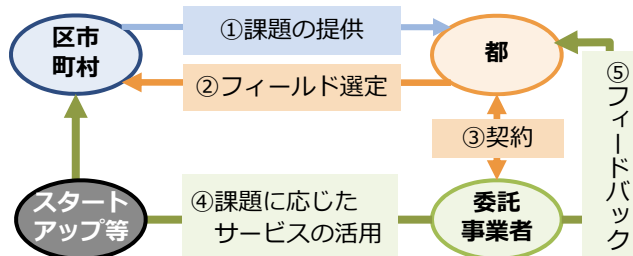 区市
町村
①課題の提供
都
②フィールド選定
③契約
⑤フィードバック
スタート
アップ等
④課題に応じた
サービスの活用
委託
事業者